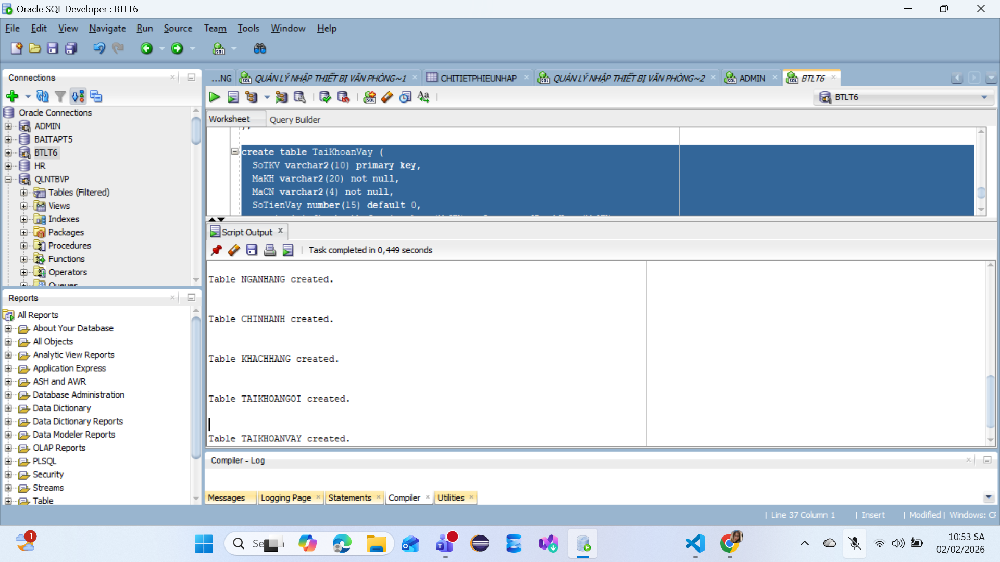 Oracle SQL Developer : BTLT6
File Edit View Navigate Run Source Team Tools Window Help
Connections
Oracle Connections
ADMIN
BAITAPT5
BTLT6
HR
QLNTBVP
Tables (Filtered)
Views
Indexes
Packages
Procedures
Functions
Operators
Queues
Reports
All Reports
About Your Database
All Objects
Analytic View Reports
Application Express
ASH and AWR
Database Administration
Data Dictionary
Data Dictionary Reports
Data Modeler Reports
OLAP Reports
PLSQL
Security
Streams
Table
...NG QUẢN LÝ NHẬP THIẾT BỊ VĂN PHÒNG~1 CHITIETPHIEUNHAP QUẢN LÝ NHẬP THIẾT BỊ VĂN PHÒNG~2 ADMIN BTLT6
BTLT6
Worksheet Query Builder
create table TaiKhoanVay (
SoTKV varchar2(10) primary key,
MaKH varchar2(20) not null,
MaCN varchar2(4) not null,
SoTienVay number(15) default 0,
Script Output
Task completed in 0,449 seconds
Table NGANHANG created.
Table CHINHANH created.
Table KHACHHANG created.
Table TAIKHOANGOI created.
Table TAIKHOANVAY created.
Compiler - Log
Messages Logging Page Statements Compiler Utilities
| Line 37 Column 1 | Insert | Modified | Windows: CF
1
10:53 SA
02/02/2026